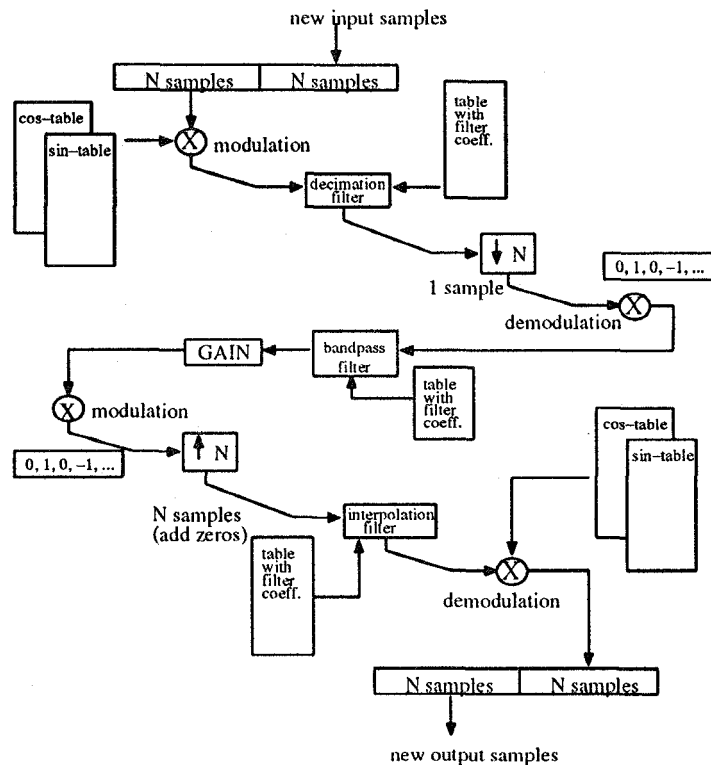 new input samples
N samples
N samples
cos-table
sin-table
X
modulation
table
with
filter
coeff.
decimation
filter
N
1 sample
0, 1, 0, -1, ...
X
demodulation
GAIN
bandpass
filter
table
with
filter
coeff.
X
modulation
0, 1, 0, -1, ...
N
N samples
(add zeros)
cos-table
sin-table
interpolation
filter
table
with
filter
coeff.
X
demodulation
N samples
N samples
new output samples